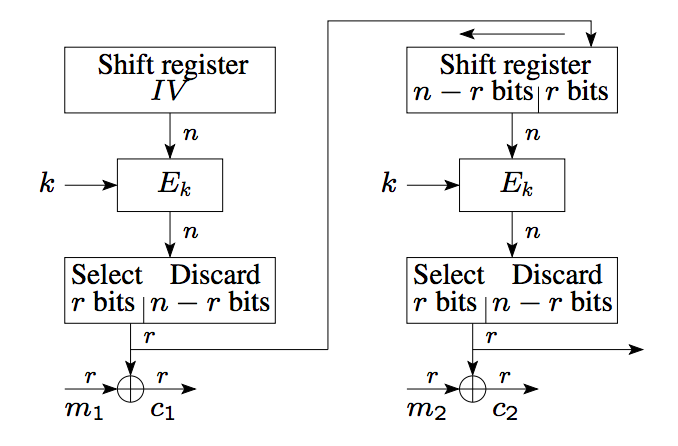 Shift register
IV
n
k
E_k
n
Select Discard
r bits n − r bits
r
r r
m_1 c_1
Shift register
n − r bits r bits
n
k
E_k
n
Select Discard
r bits n − r bits
r
r r
m_2 c_2